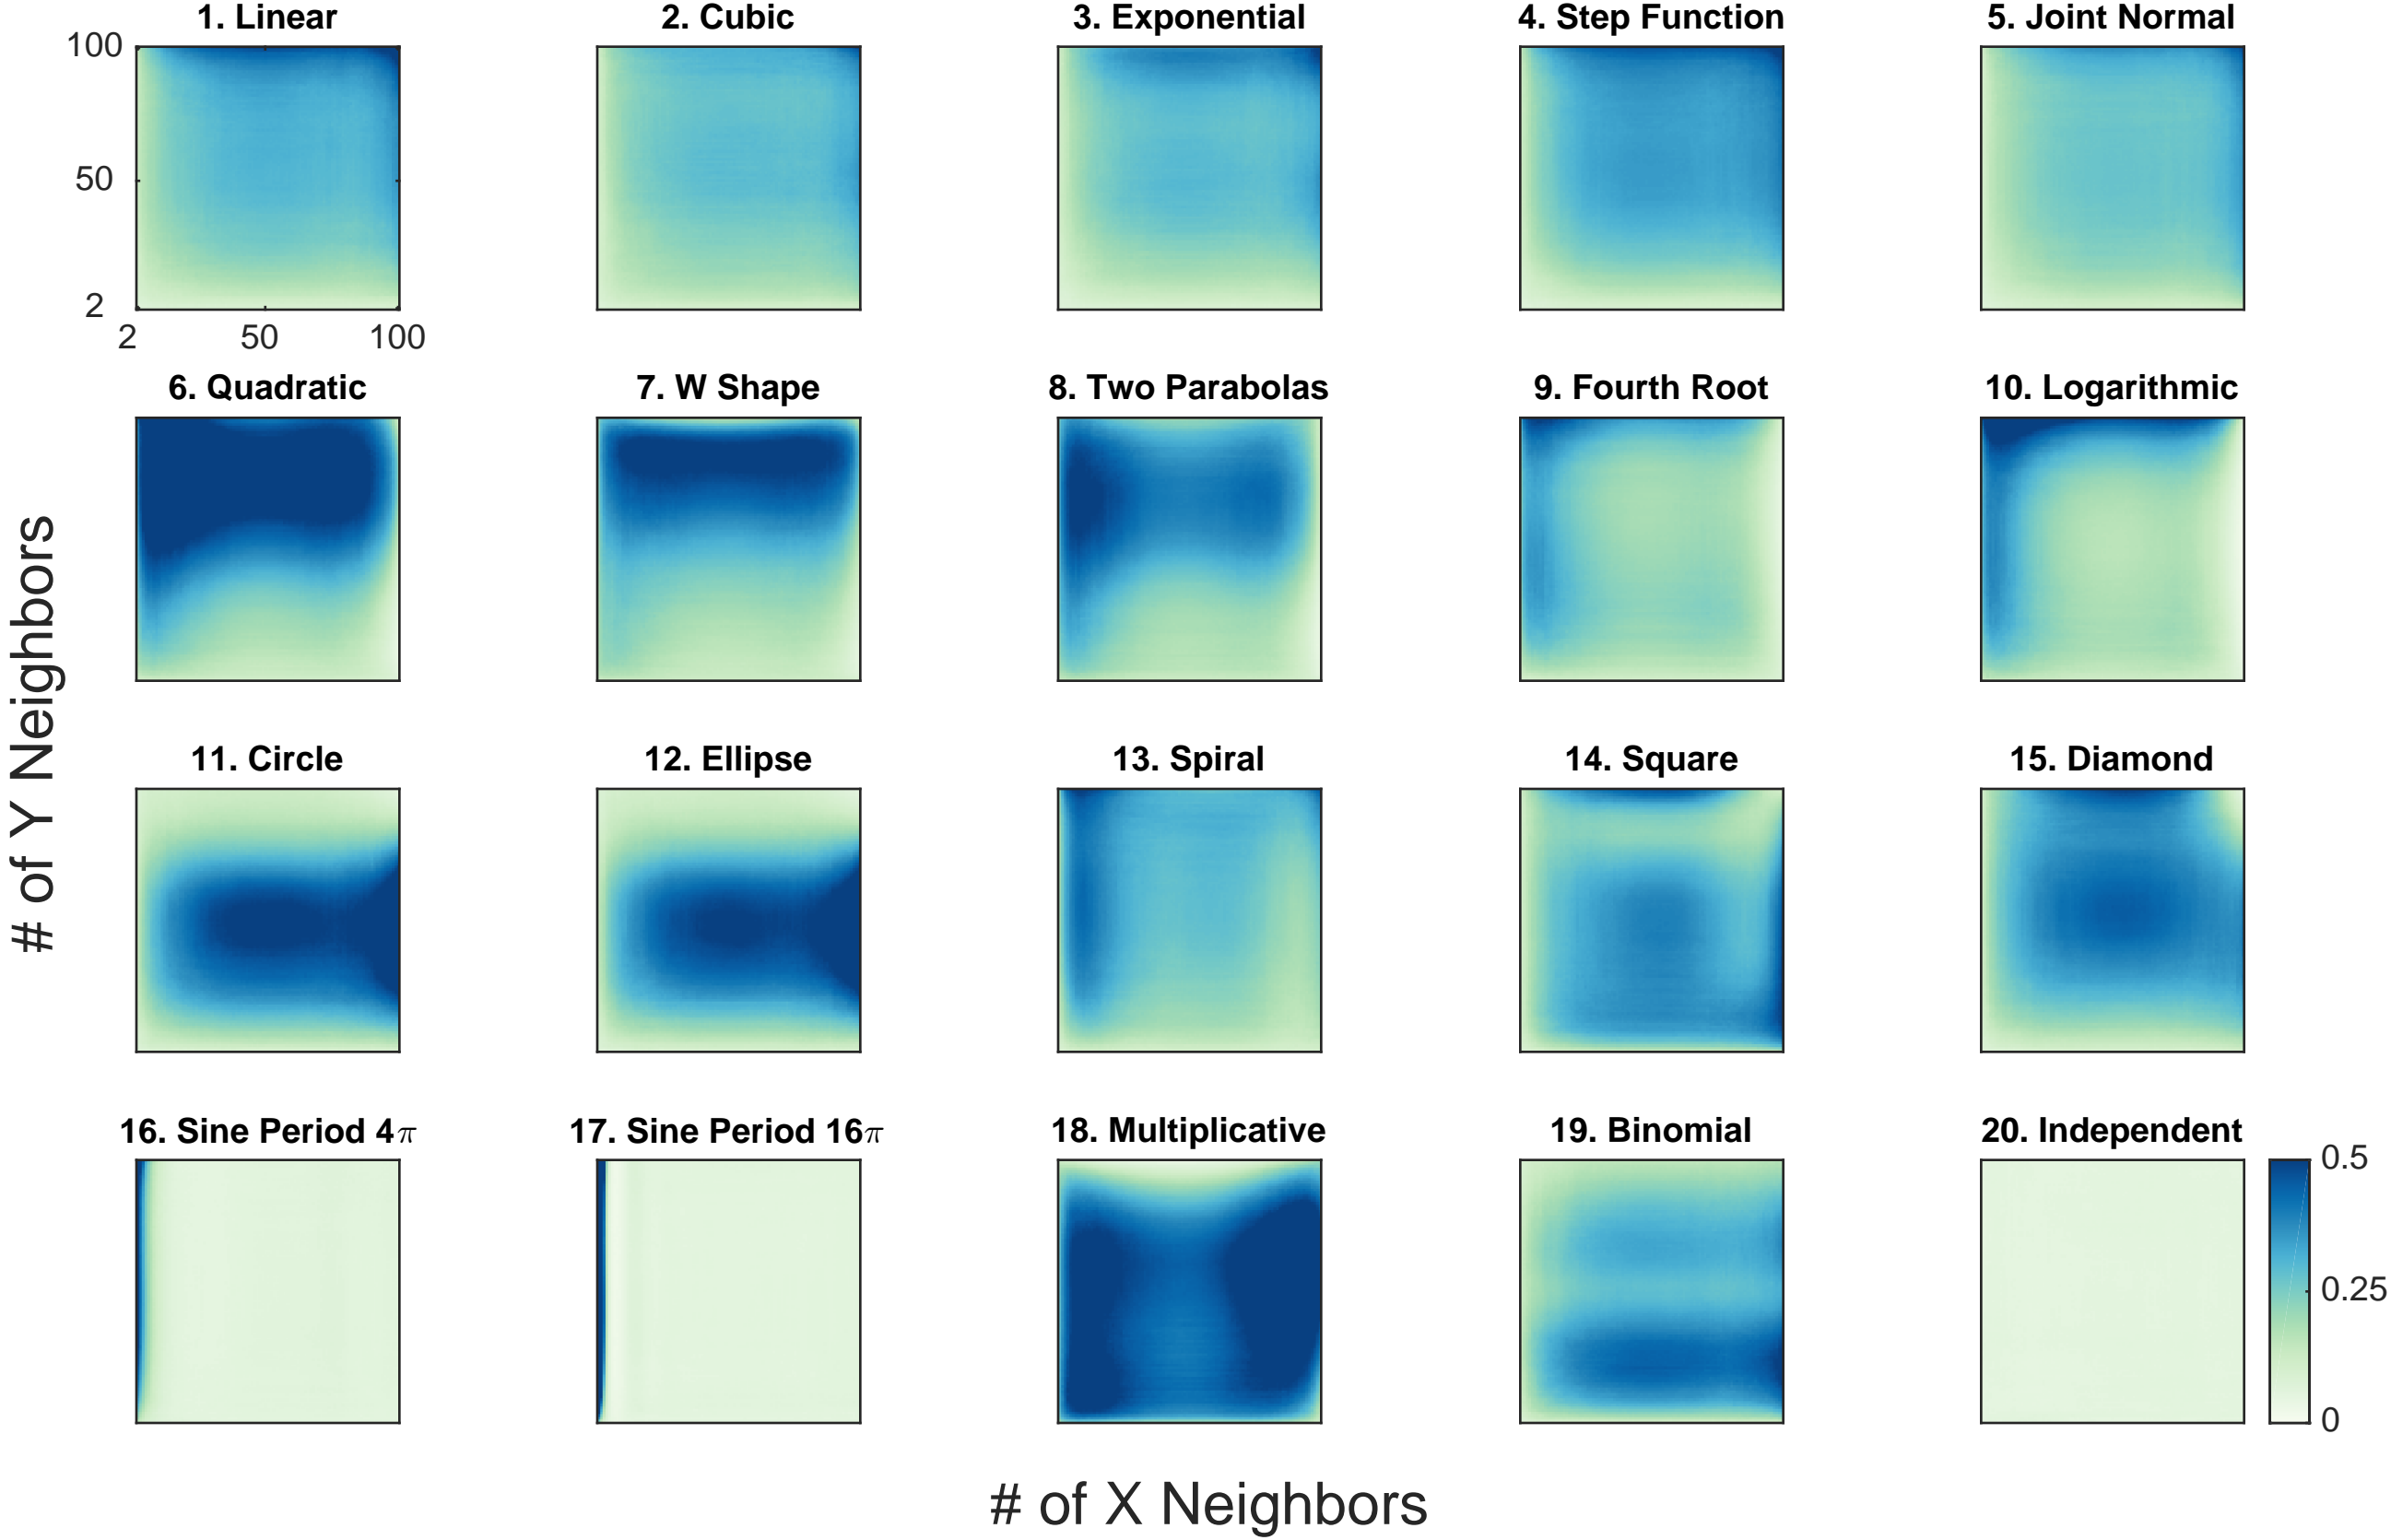 1. Linear
2. Cubic
3. Exponential
4. Step Function
5. Joint Normal
100
50
2
2 50 100
6. Quadratic
7. W Shape
8. Two Parabolas
9. Fourth Root
10. Logarithmic
# of Y Neighbors
11. Circle
12. Ellipse
13. Spiral
14. Square
15. Diamond
16. Sine Period 4π
17. Sine Period 16π
18. Multiplicative
19. Binomial
20. Independent
0.5
0.25
0
# of X Neighbors